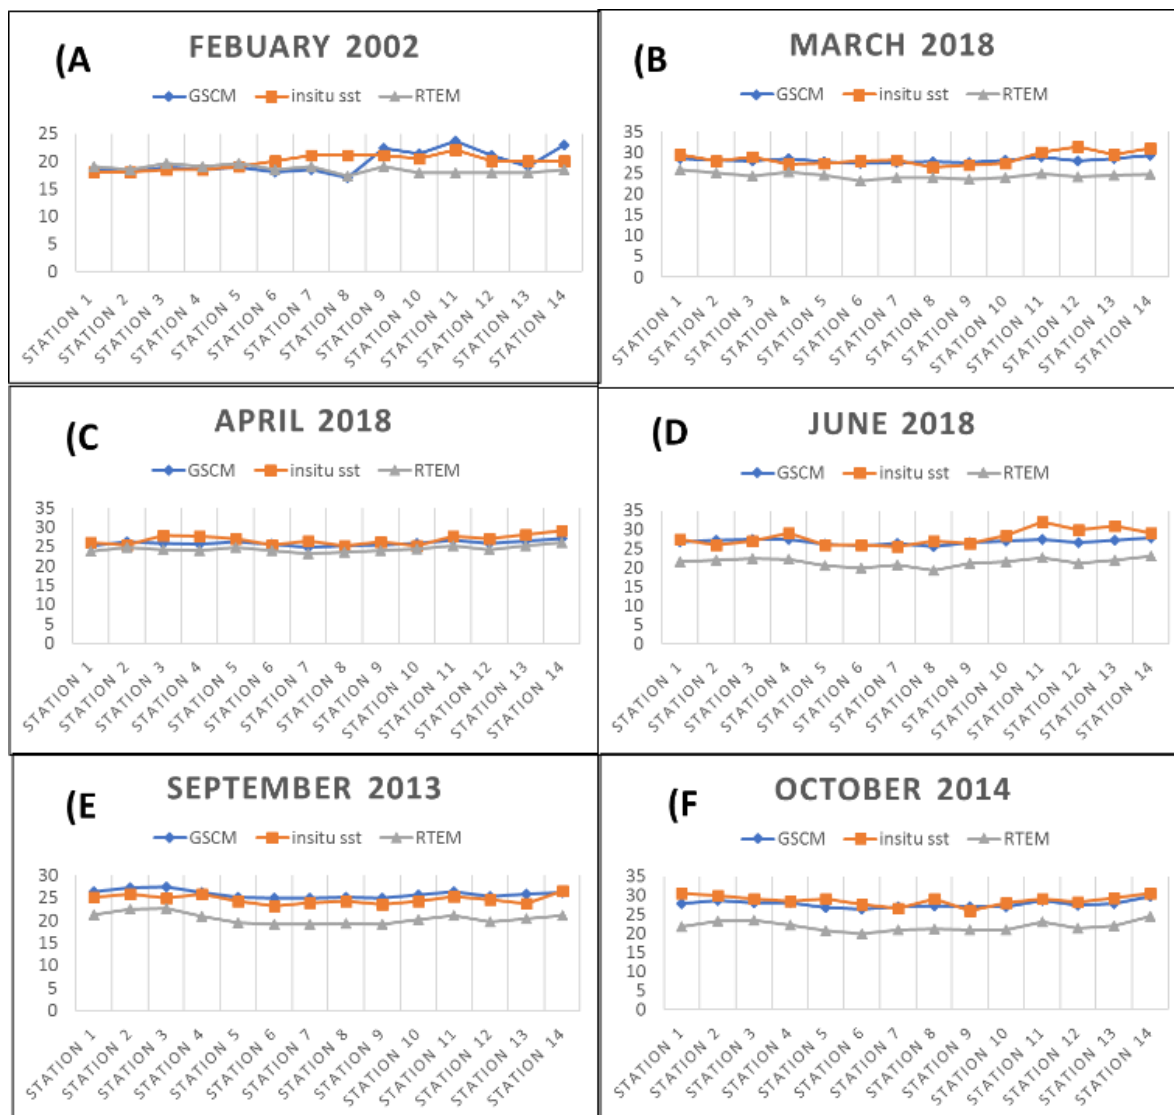 (A
FEBUARY 2002
GSCM insitu sst RTEM
25
20
15
10
5
0
STATION 1
STATION 2
STATION 3
STATION 4
STATION 5
STATION 6
STATION 7
STATION 8
STATION 9
STATION 10
STATION 11
STATION 12
STATION 13
STATION 14
(B
MARCH 2018
GSCM insitu sst RTEM
35
30
25
20
15
10
5
0
STATION 1
STATION 2
STATION 3
STATION 4
STATION 5
STATION 6
STATION 7
STATION 8
STATION 9
STATION 10
STATION 11
STATION 12
STATION 13
STATION 14
(C
APRIL 2018
GSCM insitu sst RTEM
35
30
25
20
15
10
5
0
STATION 1
STATION 2
STATION 3
STATION 4
STATION 5
STATION 6
STATION 7
STATION 8
STATION 9
STATION 10
STATION 11
STATION 12
STATION 13
STATION 14
(D
JUNE 2018
GSCM insitu sst RTEM
35
30
25
20
15
10
5
0
STATION 1
STATION 2
STATION 3
STATION 4
STATION 5
STATION 6
STATION 7
STATION 8
STATION 9
STATION 10
STATION 11
STATION 12
STATION 13
STATION 14
(E
SEPTEMBER 2013
GSCM insitu sst RTEM
30
25
20
15
10
5
0
STATION 1
STATION 2
STATION 3
STATION 4
STATION 5
STATION 6
STATION 7
STATION 8
STATION 9
STATION 10
STATION 11
STATION 12
STATION 13
STATION 14
(F
OCTOBER 2014
GSCM insitu sst RTEM
35
30
25
20
15
10
5
0
STATION 1
STATION 2
STATION 3
STATION 4
STATION 5
STATION 6
STATION 7
STATION 8
STATION 9
STATION 10
STATION 11
STATION 12
STATION 13
STATION 14